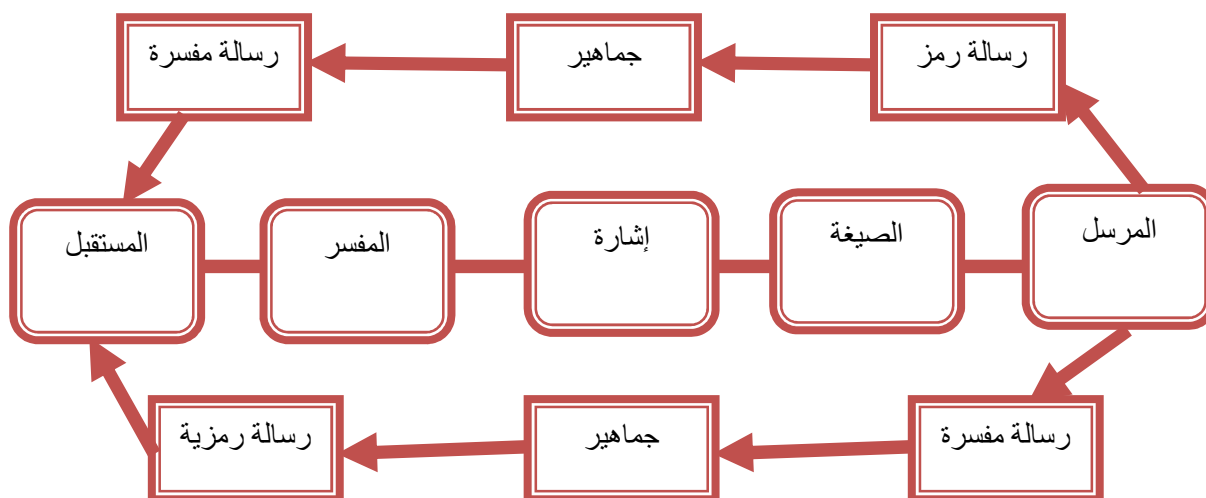 رسالة رمز
جماهير
رسالة مفسرة
المرسل
الصيغة
إشارة
المفسر
المستقبل
رسالة مفسرة
جماهير
رسالة رمزية